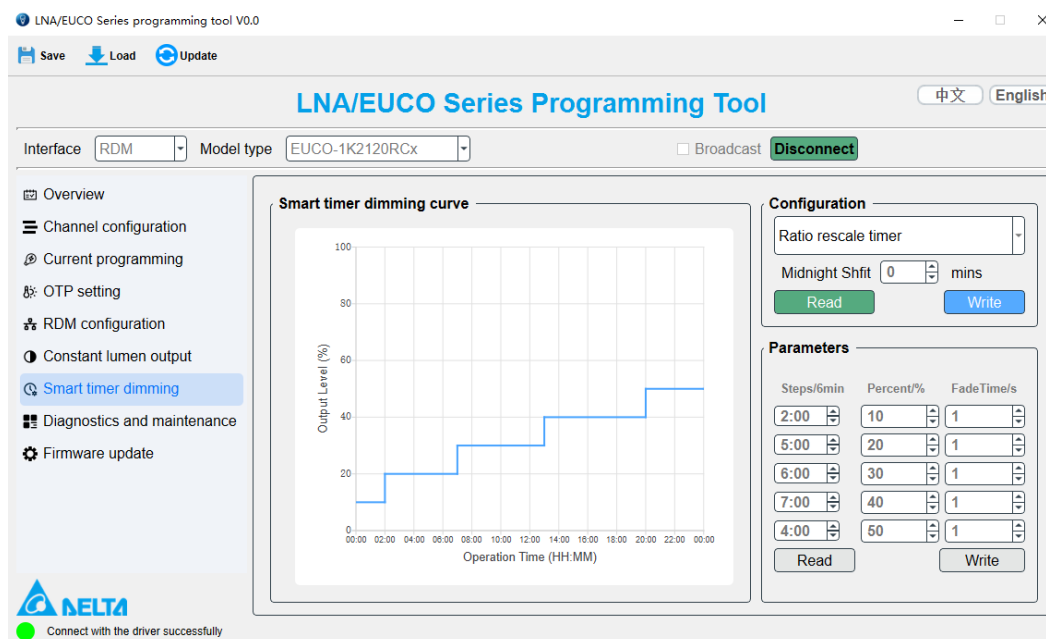 LNA/EUCO Series programming tool V0.0
Save Load Update
LNA/EUCO Series Programming Tool
中文 English
Interface RDM Model type EUCO-1K2120RCx Broadcast Disconnect
Overview
Channel configuration
Current programming
OTP setting
RDM configuration
Constant lumen output
Smart timer dimming
Diagnostics and maintenance
Firmware update
Smart timer dimming curve
100
80
60
40
20
0
Output Level (%)
00:00 02:00 04:00 06:00 08:00 10:00 12:00 14:00 16:00 18:00 20:00 22:00 00:00
Operation Time (HH:MM)
Configuration
Ratio rescale timer
Midnight Shfit 0 mins
Read Write
Parameters
Steps/6min Percent/% FadeTime/s
2:00 10 1
5:00 20 1
6:00 30 1
7:00 40 1
4:00 50 1
Read Write
DELTA
Connect with the driver successfully